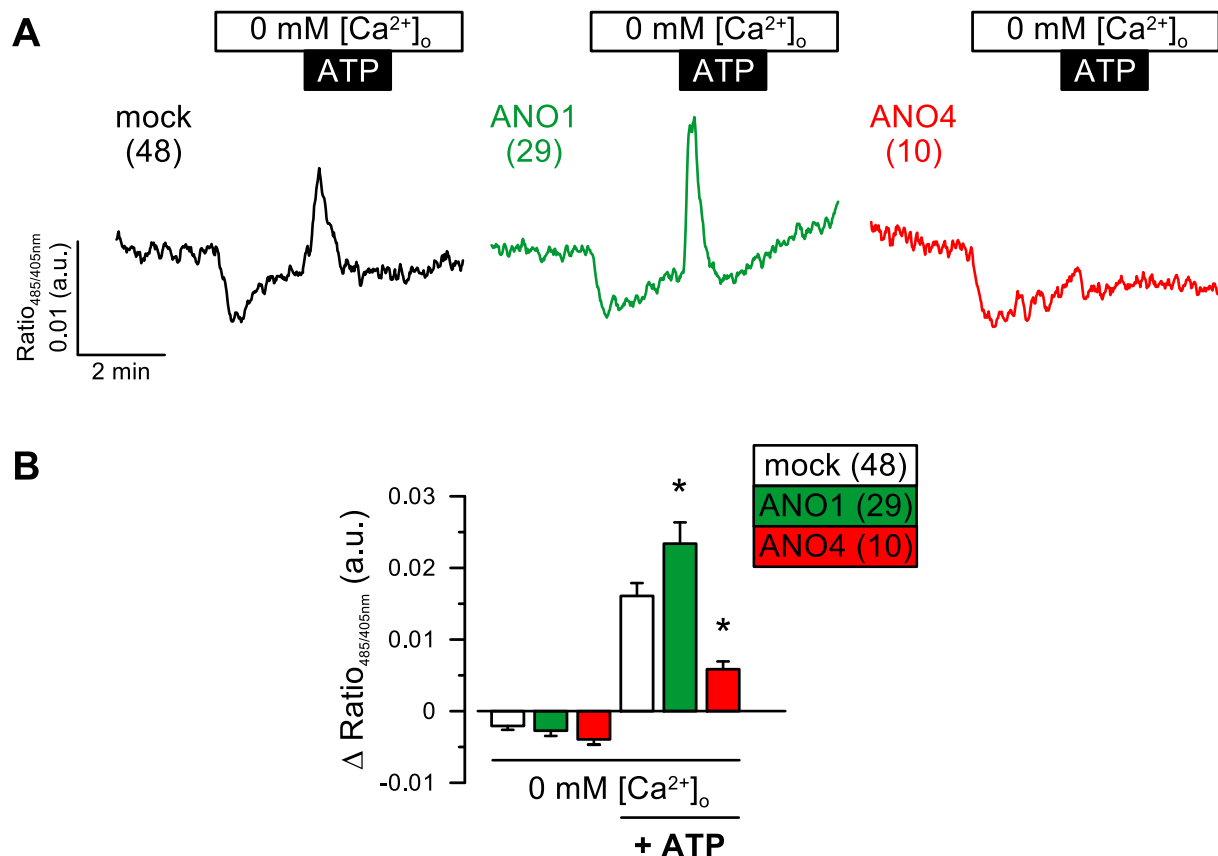 A
0 mM [Ca²⁺]ₒ
ATP
0 mM [Ca²⁺]ₒ
ATP
0 mM [Ca²⁺]ₒ
ATP
mock
(48)
ANO1
(29)
ANO4
(10)
Ratio485/405nm
0.01 (a.u.)
2 min
B
mock (48)
ANO1 (29)
ANO4 (10)
Δ Ratio485/405nm (a.u.)
0.03
0.02
0.01
0
-0.01
*
*
0 mM [Ca²⁺]ₒ
+ ATP